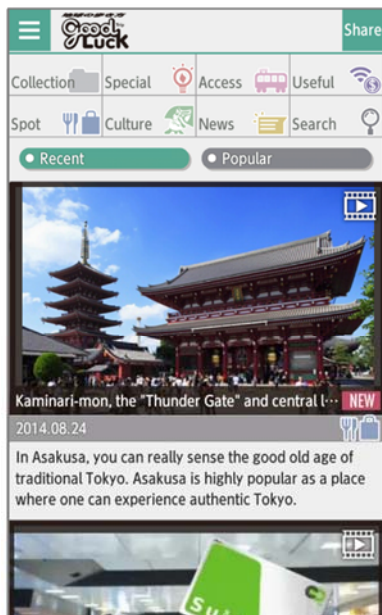 Good Luck
Share
Collection Special Access Useful
Spot Culture News Search
Recent Popular
Kaminari-mon, the "Thunder Gate" and central l… NEW
2014.08.24
In Asakusa, you can really sense the good old age of
traditional Tokyo. Asakusa is highly popular as a place
where one can experience authentic Tokyo.